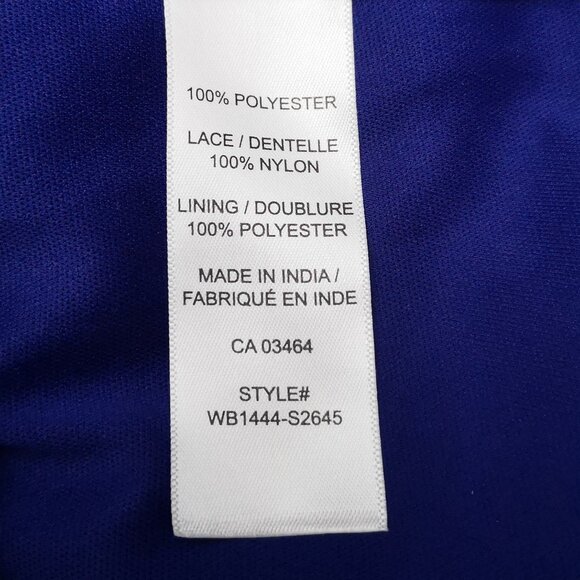 100% POLYESTER
LACE / DENTELLE
100% NYLON
LINING / DOUBLURE
100% POLYESTER
MADE IN INDIA /
FABRIQUÉ EN INDE
CA 03464
STYLE#
WB1444-S2645